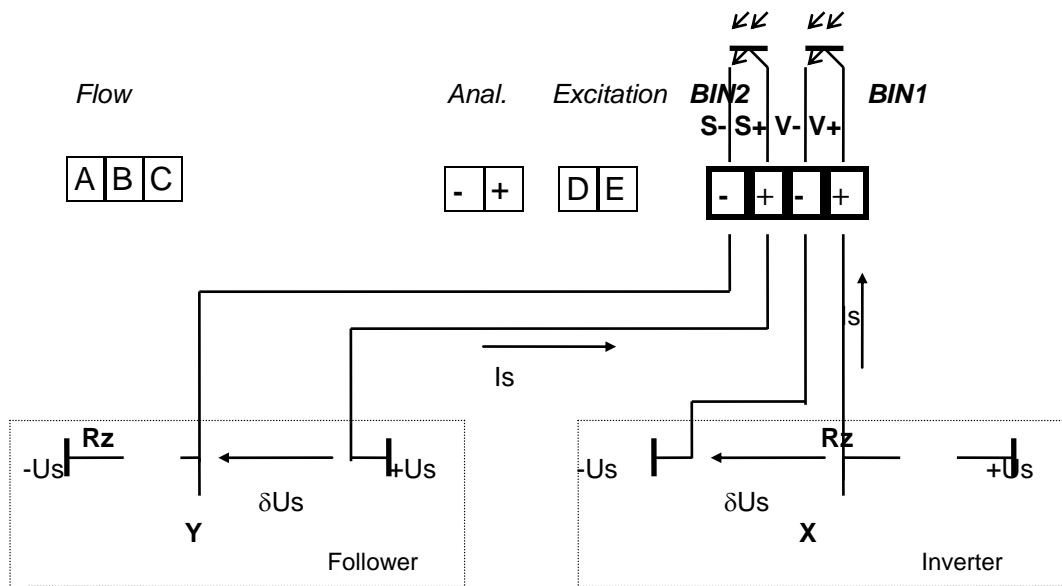 Flow Anal. Excitation BIN2 BIN1
S- S+ V- V+
A B C - + D E - + - +
Is
Is
Rz Rz
-Us +Us -Us +Us
δUs δUs
Y X
Follower Inverter